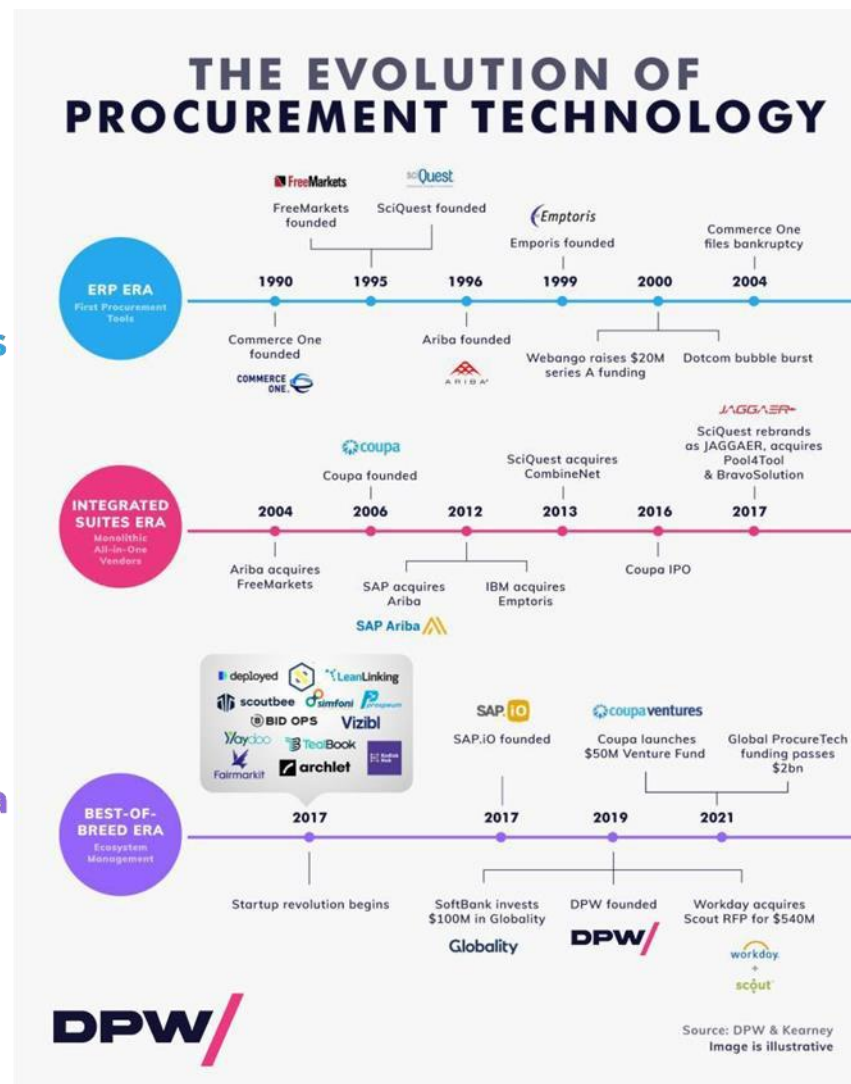 THE EVOLUTION OF
PROCUREMENT TECHNOLOGY
FreeMarkets
sciQuest
FreeMarkets
founded
SciQuest founded
Emptoris
Emporis founded
Commerce One
files bankruptcy
ERP ERA
First Procurement
Tools
1990
1995
1996
1999
2000
2004
s
Commerce One
founded
COMMERCE
ONE.
Ariba founded
ARIBA
Webango raises $20M
series A funding
Dotcom bubble burst
JAGGAER
SciQuest rebrands
as JAGGAER, acquires
Pool4Tool
& BravoSolution
coupa
Coupa founded
SciQuest acquires
CombineNet
INTEGRATED
SUITES ERA
Monolithic
All-in-One
Vendors
2004
2006
2012
2013
2016
2017
Ariba acquires
FreeMarkets
SAP acquires
Ariba
SAP Ariba
IBM acquires
Emptoris
Coupa IPO
deployed
LeanLinking
scoutbee
simfoni
Prospeum
BID OPS
Vizibl
Waydoo
TealBook
Fairmarkit
archlet
SAP.iO
SAP.iO founded
coupaventures
Coupa launches
$50M Venture Fund
Global ProcureTech
funding passes
$2bn
a
BEST-OF-
BREED ERA
Ecosystem
Management
2017
2017
2019
2021
Startup revolution begins
SoftBank invests
$100M in Globality
Globality
DPW founded
DPW/
Workday acquires
Scout RFP for $540M
workday.
+
scout
DPW/
Source: DPW & Kearney
Image is illustrative